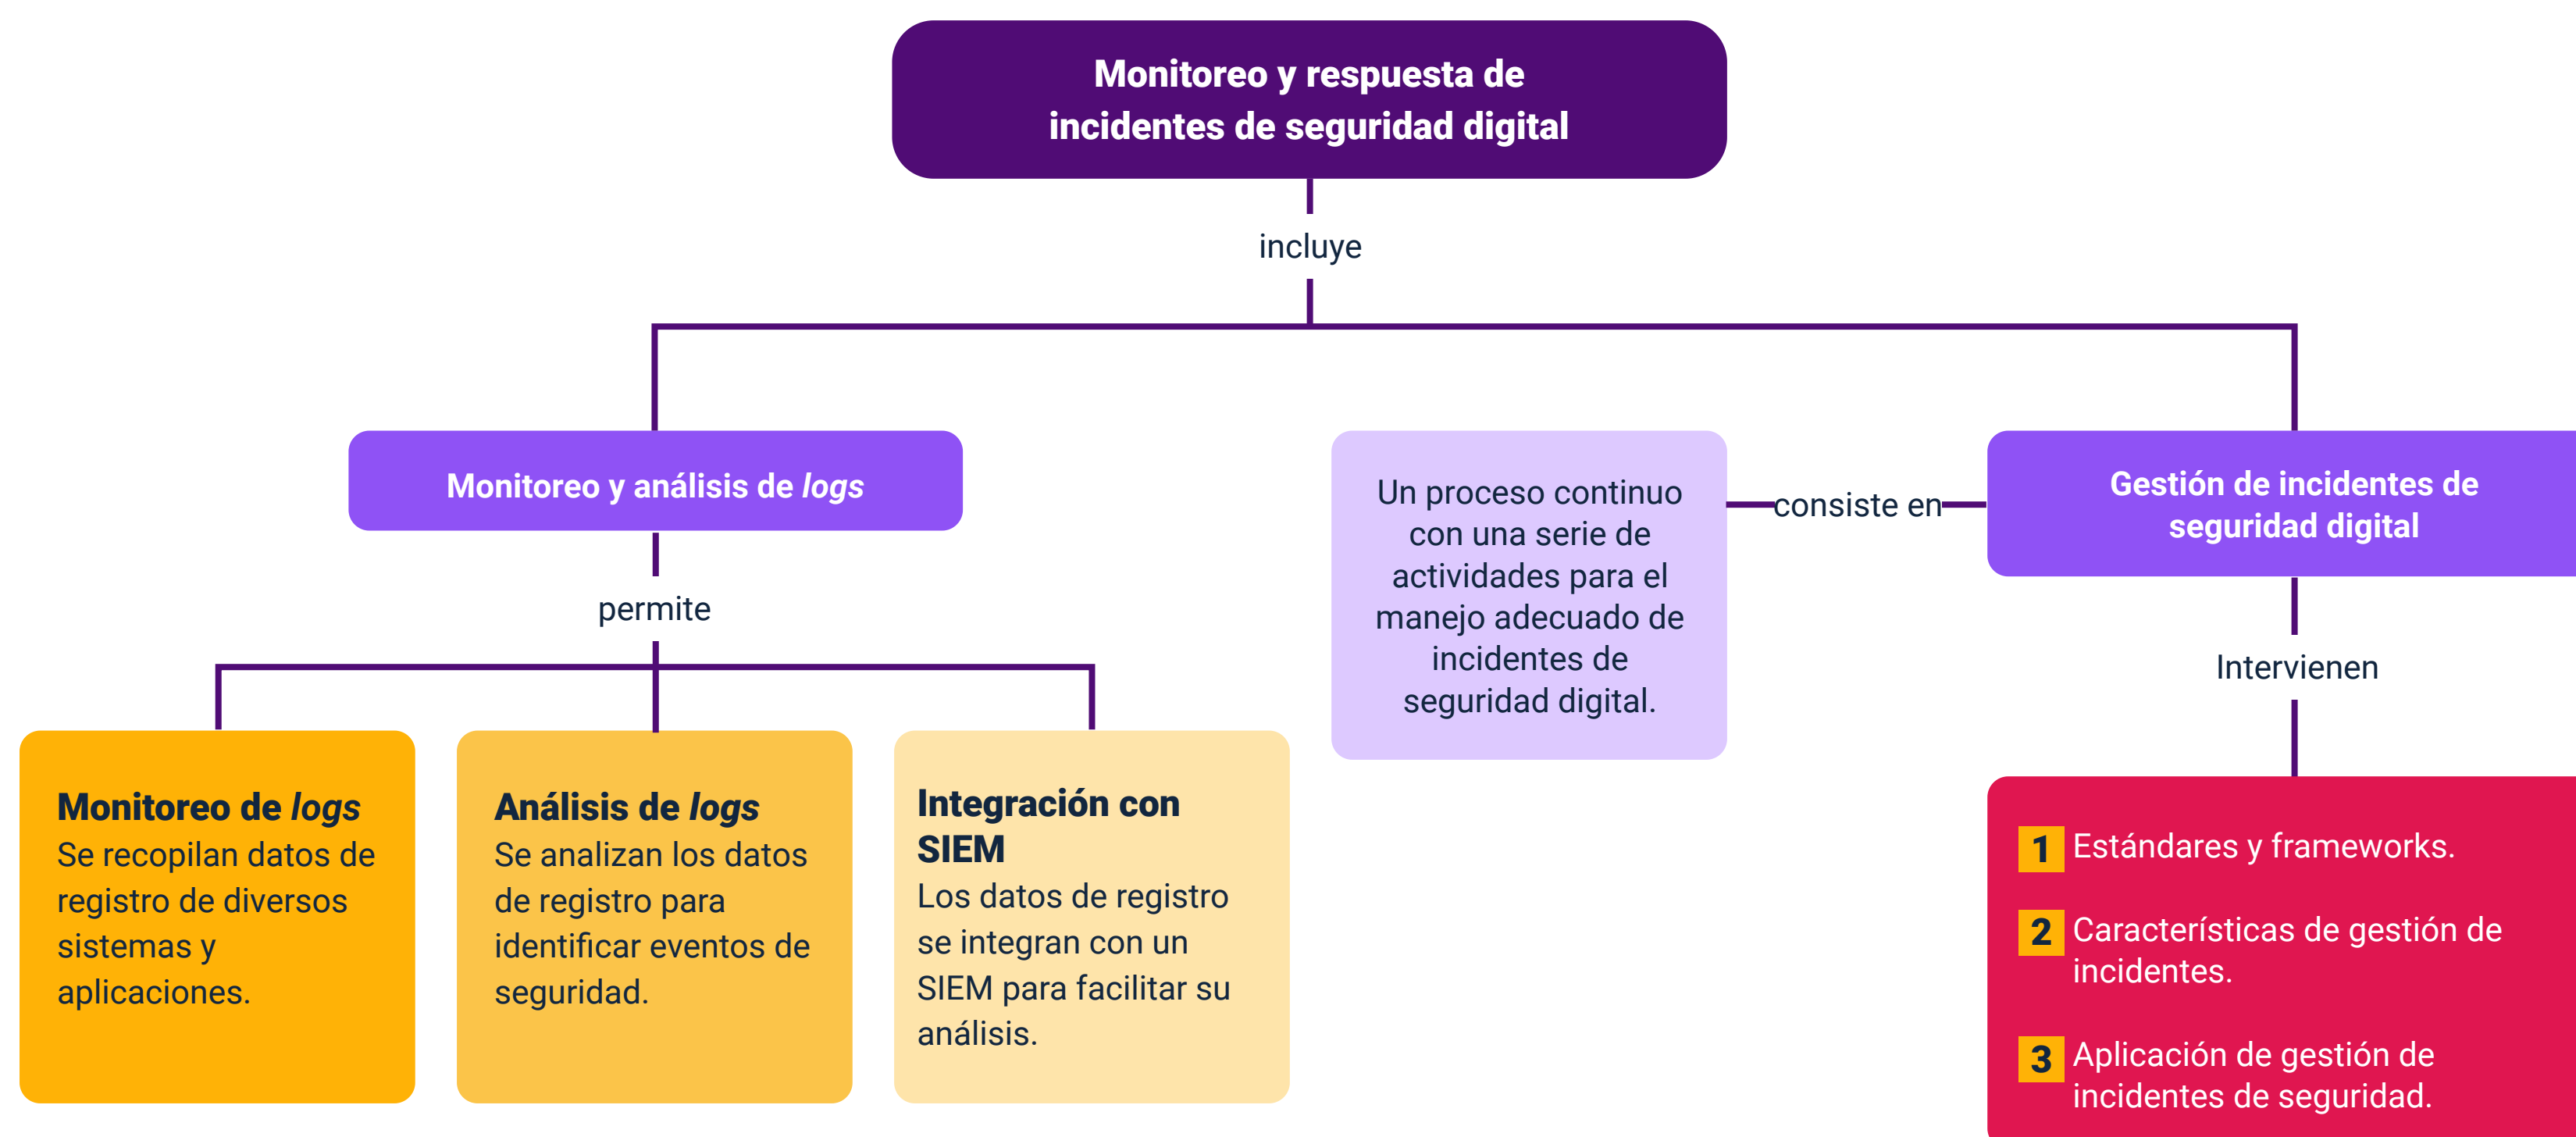 Monitoreo y respuesta de
incidentes de seguridad digital
incluye
Monitoreo y análisis de logs
permite
Monitoreo de logs
Se recopilan datos de
registro de diversos
sistemas y
aplicaciones.
Análisis de logs
Se analizan los datos
de registro para
identificar eventos de
seguridad.
Integración con
SIEM
Los datos de registro
se integran con un
SIEM para facilitar su
análisis.
Gestión de incidentes de
seguridad digital
consiste en
Un proceso continuo
con una serie de
actividades para el
manejo adecuado de
incidentes de
seguridad digital.
Intervienen
1 Estándares y frameworks.
2 Características de gestión de
incidentes.
3 Aplicación de gestión de
incidentes de seguridad.